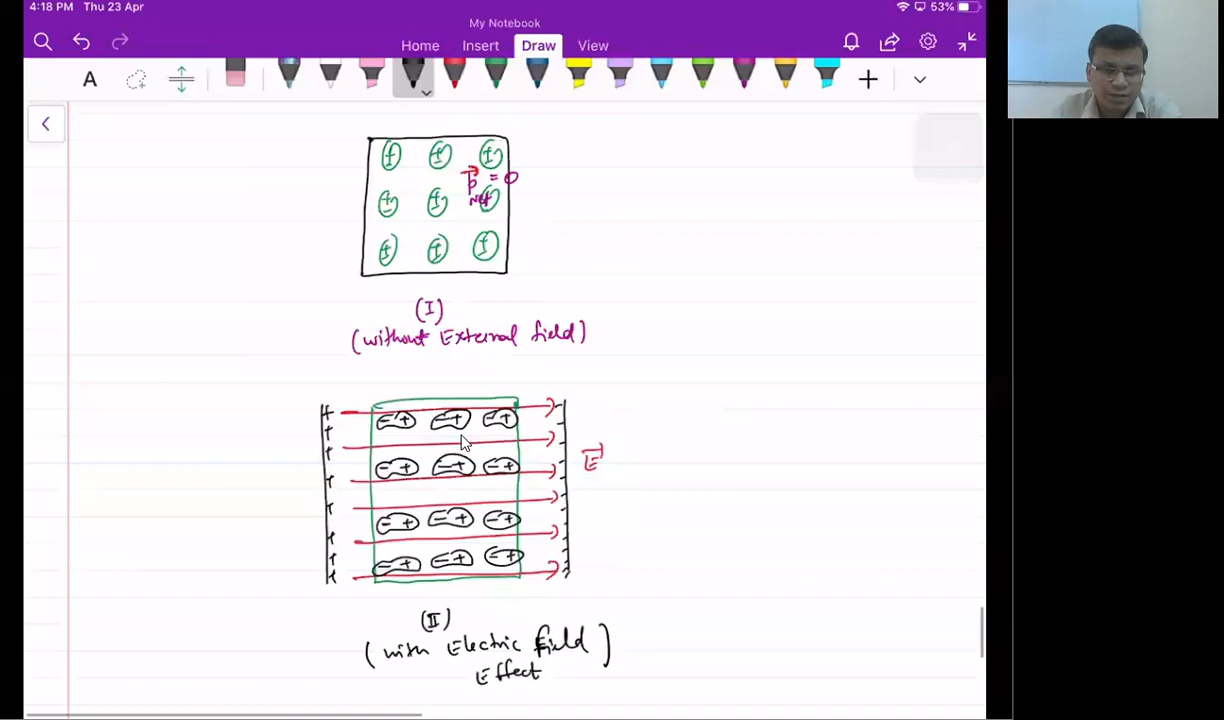 4:18 PM Thu 23 Apr
53%
My Notebook
Home Insert Draw View
A
P = 0
net
(I)
(without External field)
E
(II)
(with Electric Field)
Effect